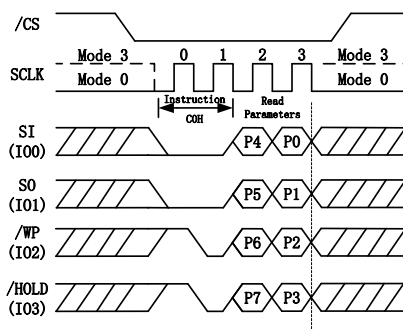 /CS
Mode 3 0 1 2 3 Mode 3
SCLK
Mode 0 Mode 0
Instruction Read
C0H Parameters
SI
(IO0) P4 P0
SO
(IO1) P5 P1
/WP
(IO2) P6 P2
/HOLD
(IO3) P7 P3